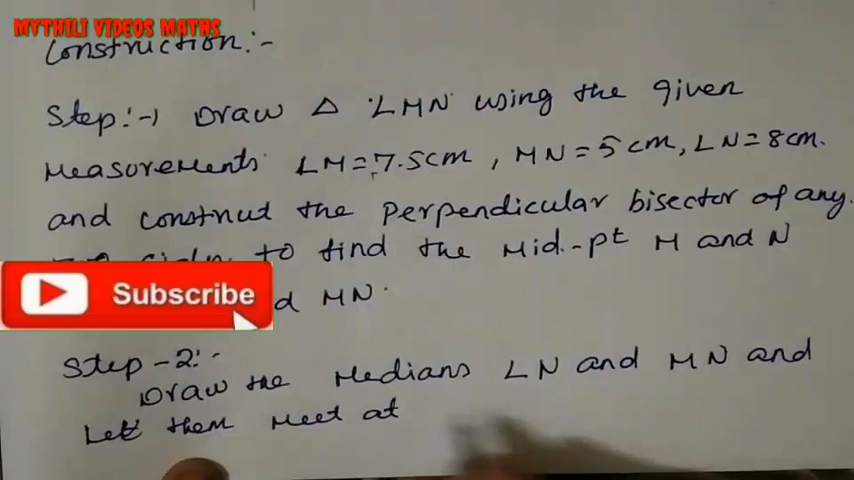 MYTHILI VIDEOS MATHS
Construction:-
Step:-1 Draw △ LMN using the given
Measurements LM=7.5cm, MN=5cm, LN=8cm.
and construct the perpendicular bisector of any
to find the Mid-pt M and N
Subscribe
MN.
Step-2:-
Draw the Medians LN and MN and
Let them Meet at